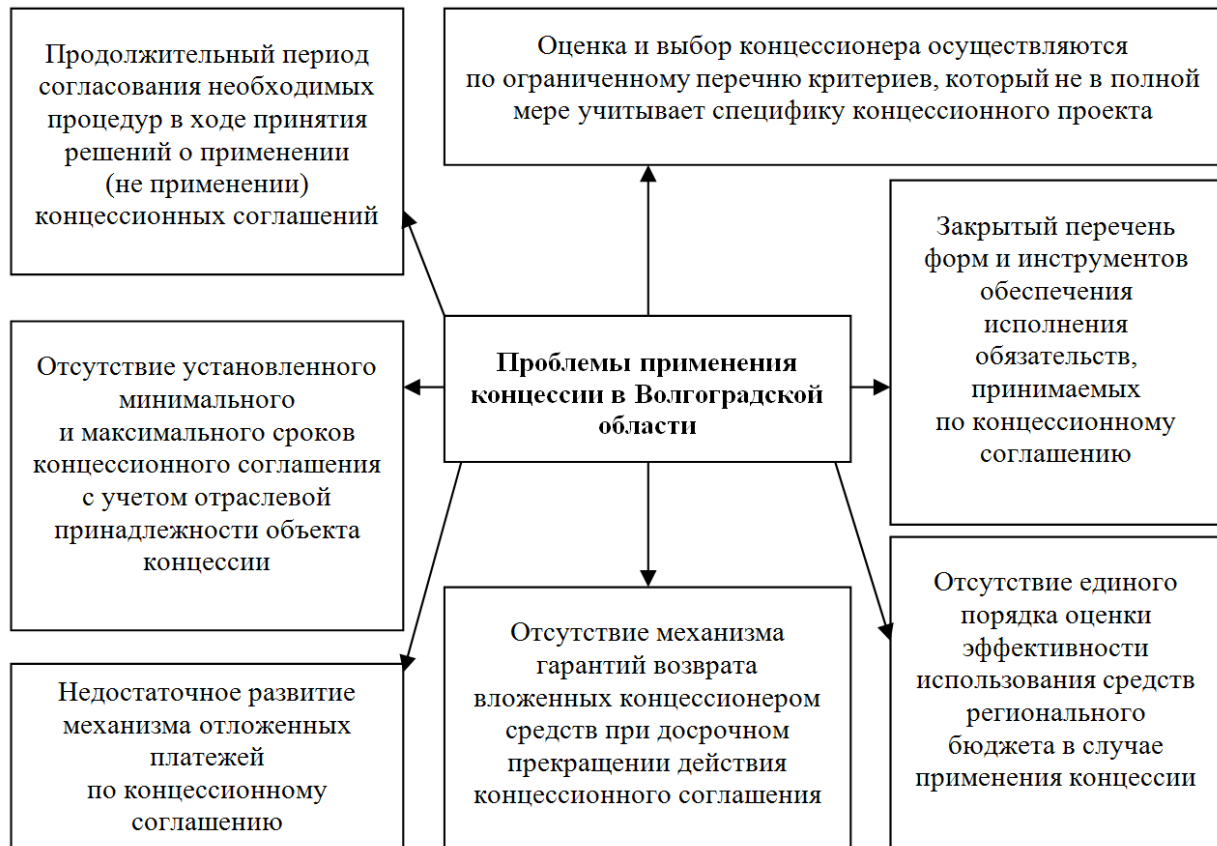 Продолжительный период
согласования необходимых
процедур в ходе принятия
решений о применении
(не применении)
концессионных соглашений
Оценка и выбор концессионера осуществляются
по ограниченному перечню критериев, который не в полной
мере учитывает специфику концессионного проекта
Закрытый перечень
форм и инструментов
обеспечения
исполнения
обязательств,
принимаемых
по концессионному
соглашению
Проблемы применения
концессии в Волгоградской
области
Отсутствие установленного
минимального
и максимального сроков
концессионного соглашения
с учетом отраслевой
принадлежности объекта
концессии
Недостаточное развитие
механизма отложенных
платежей
по концессионному
соглашению
Отсутствие механизма
гарантий возврата
вложенных концессионером
средств при досрочном
прекращении действия
концессионного соглашения
Отсутствие единого
порядка оценки
эффективности
использования средств
регионального
бюджета в случае
применения концессии